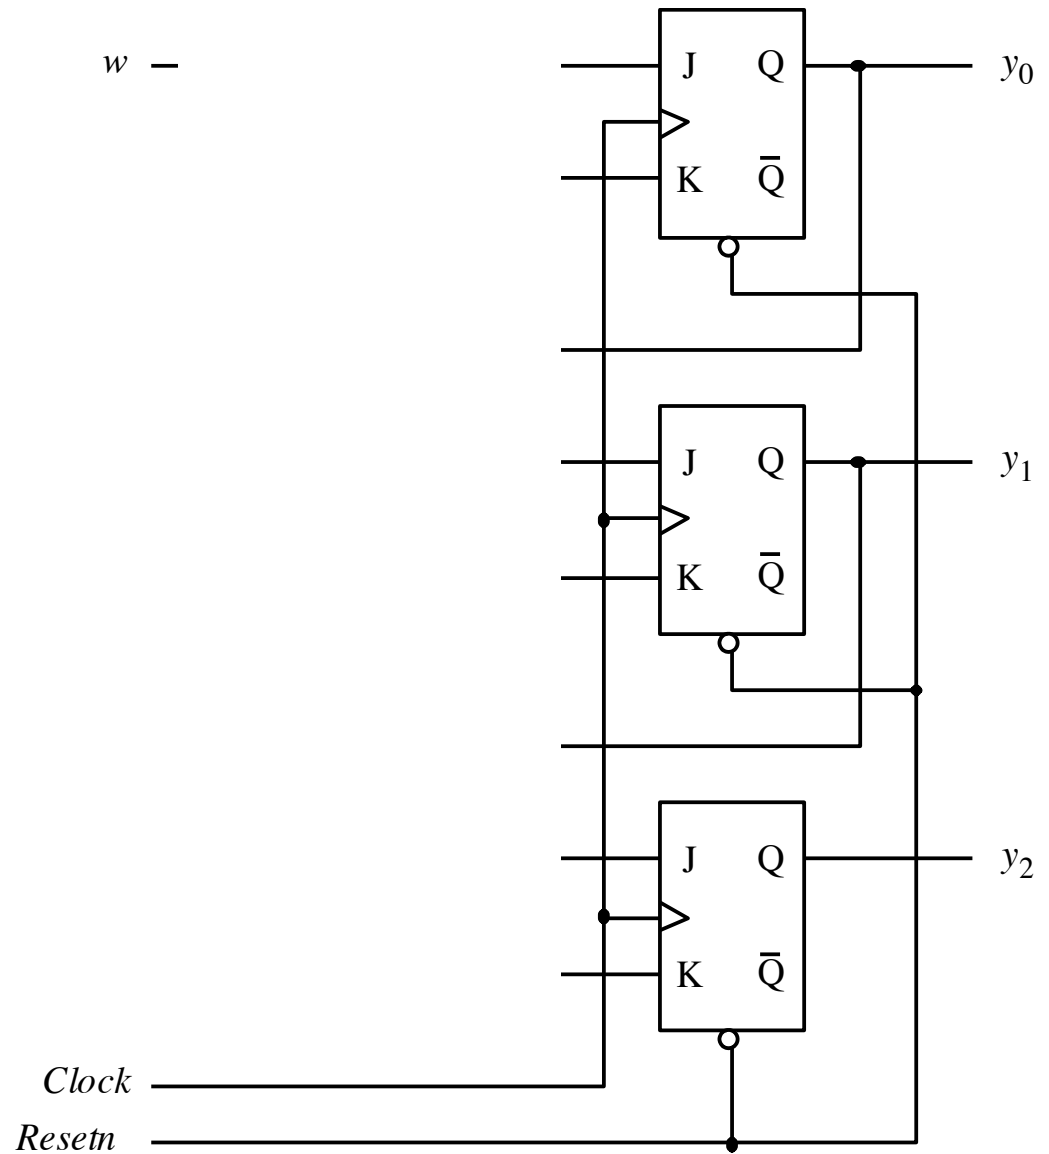 w J Q y₀
K Q̅
J Q y₁
K Q̅
J Q y₂
K Q̅
Clock
Resetn